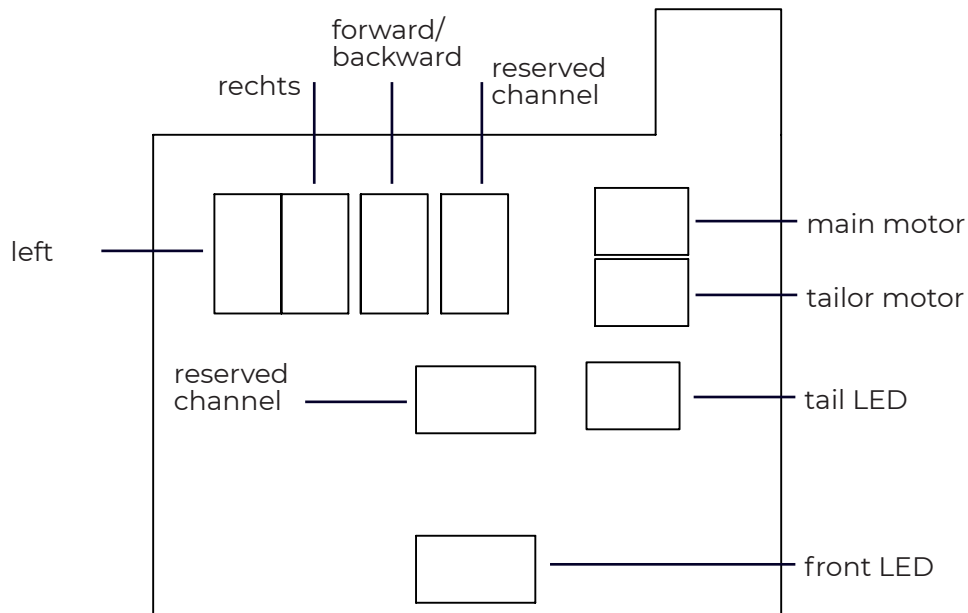 forward/
backward
rechts
reserved
channel
left
main motor
tailor motor
reserved
channel
tail LED
front LED